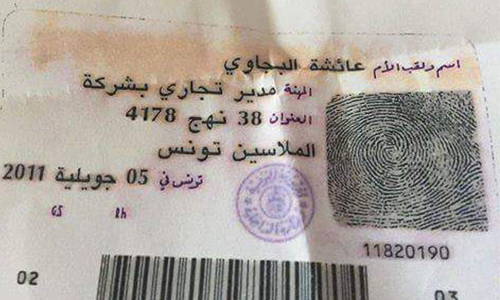 اسم ولقب الأم عائشة البجاوي
المهنة مدير تجاري بشركة
العنوان 38 نهج 4178
الملاسين تونس
تونس في 05 جويلية 2011
11820190
02
03